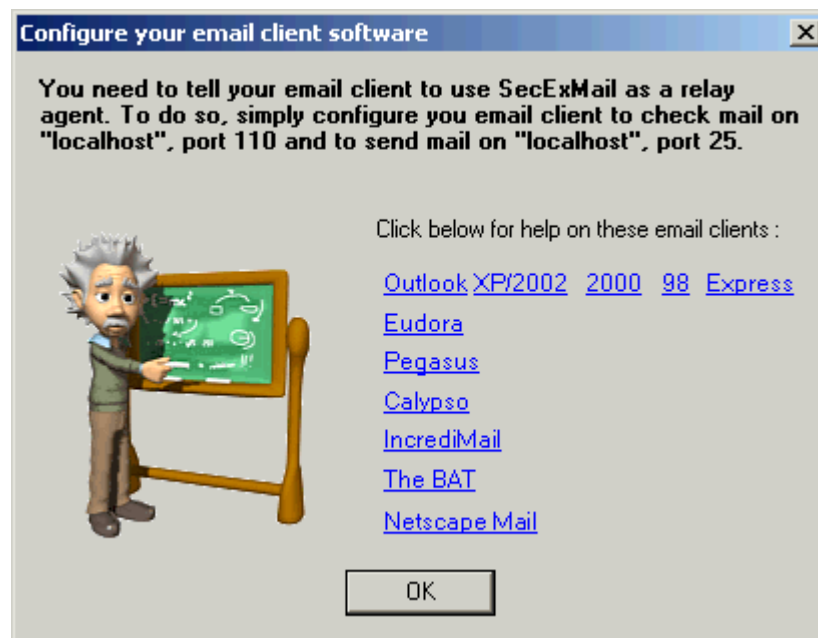 Configure your email client software
You need to tell your email client to use SecExMail as a relay
agent. To do so, simply configure you email client to check mail on
"localhost", port 110 and to send mail on "localhost", port 25.
Click below for help on these email clients :
Outlook XP/2002 2000 98 Express
Eudora
Pegasus
Calypso
IncrediMail
The BAT
Netscape Mail
OK